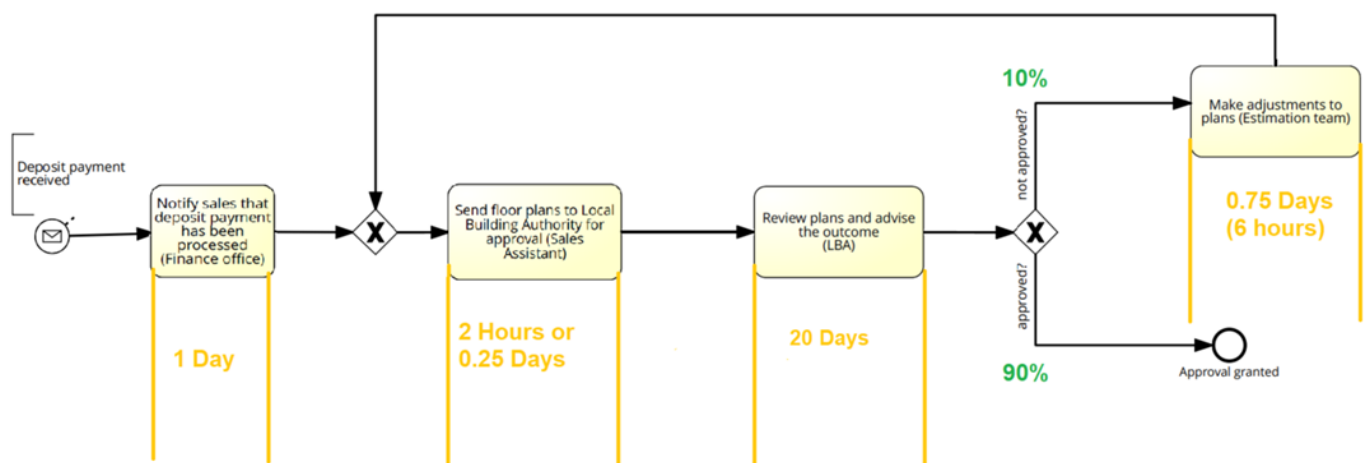 Deposit payment
received
Notify sales that
deposit payment
has been
processed
(Finance office)
1 Day
X
Send floor plans to Local
Building Authority for
approval (Sales
Assistant)
2 Hours or
0.25 Days
Review plans and advise
the outcome
(LBA)
20 Days
X
not approved?
10%
approved?
90%
Make adjustments to
plans (Estimation team)
0.75 Days
(6 hours)
Approval granted